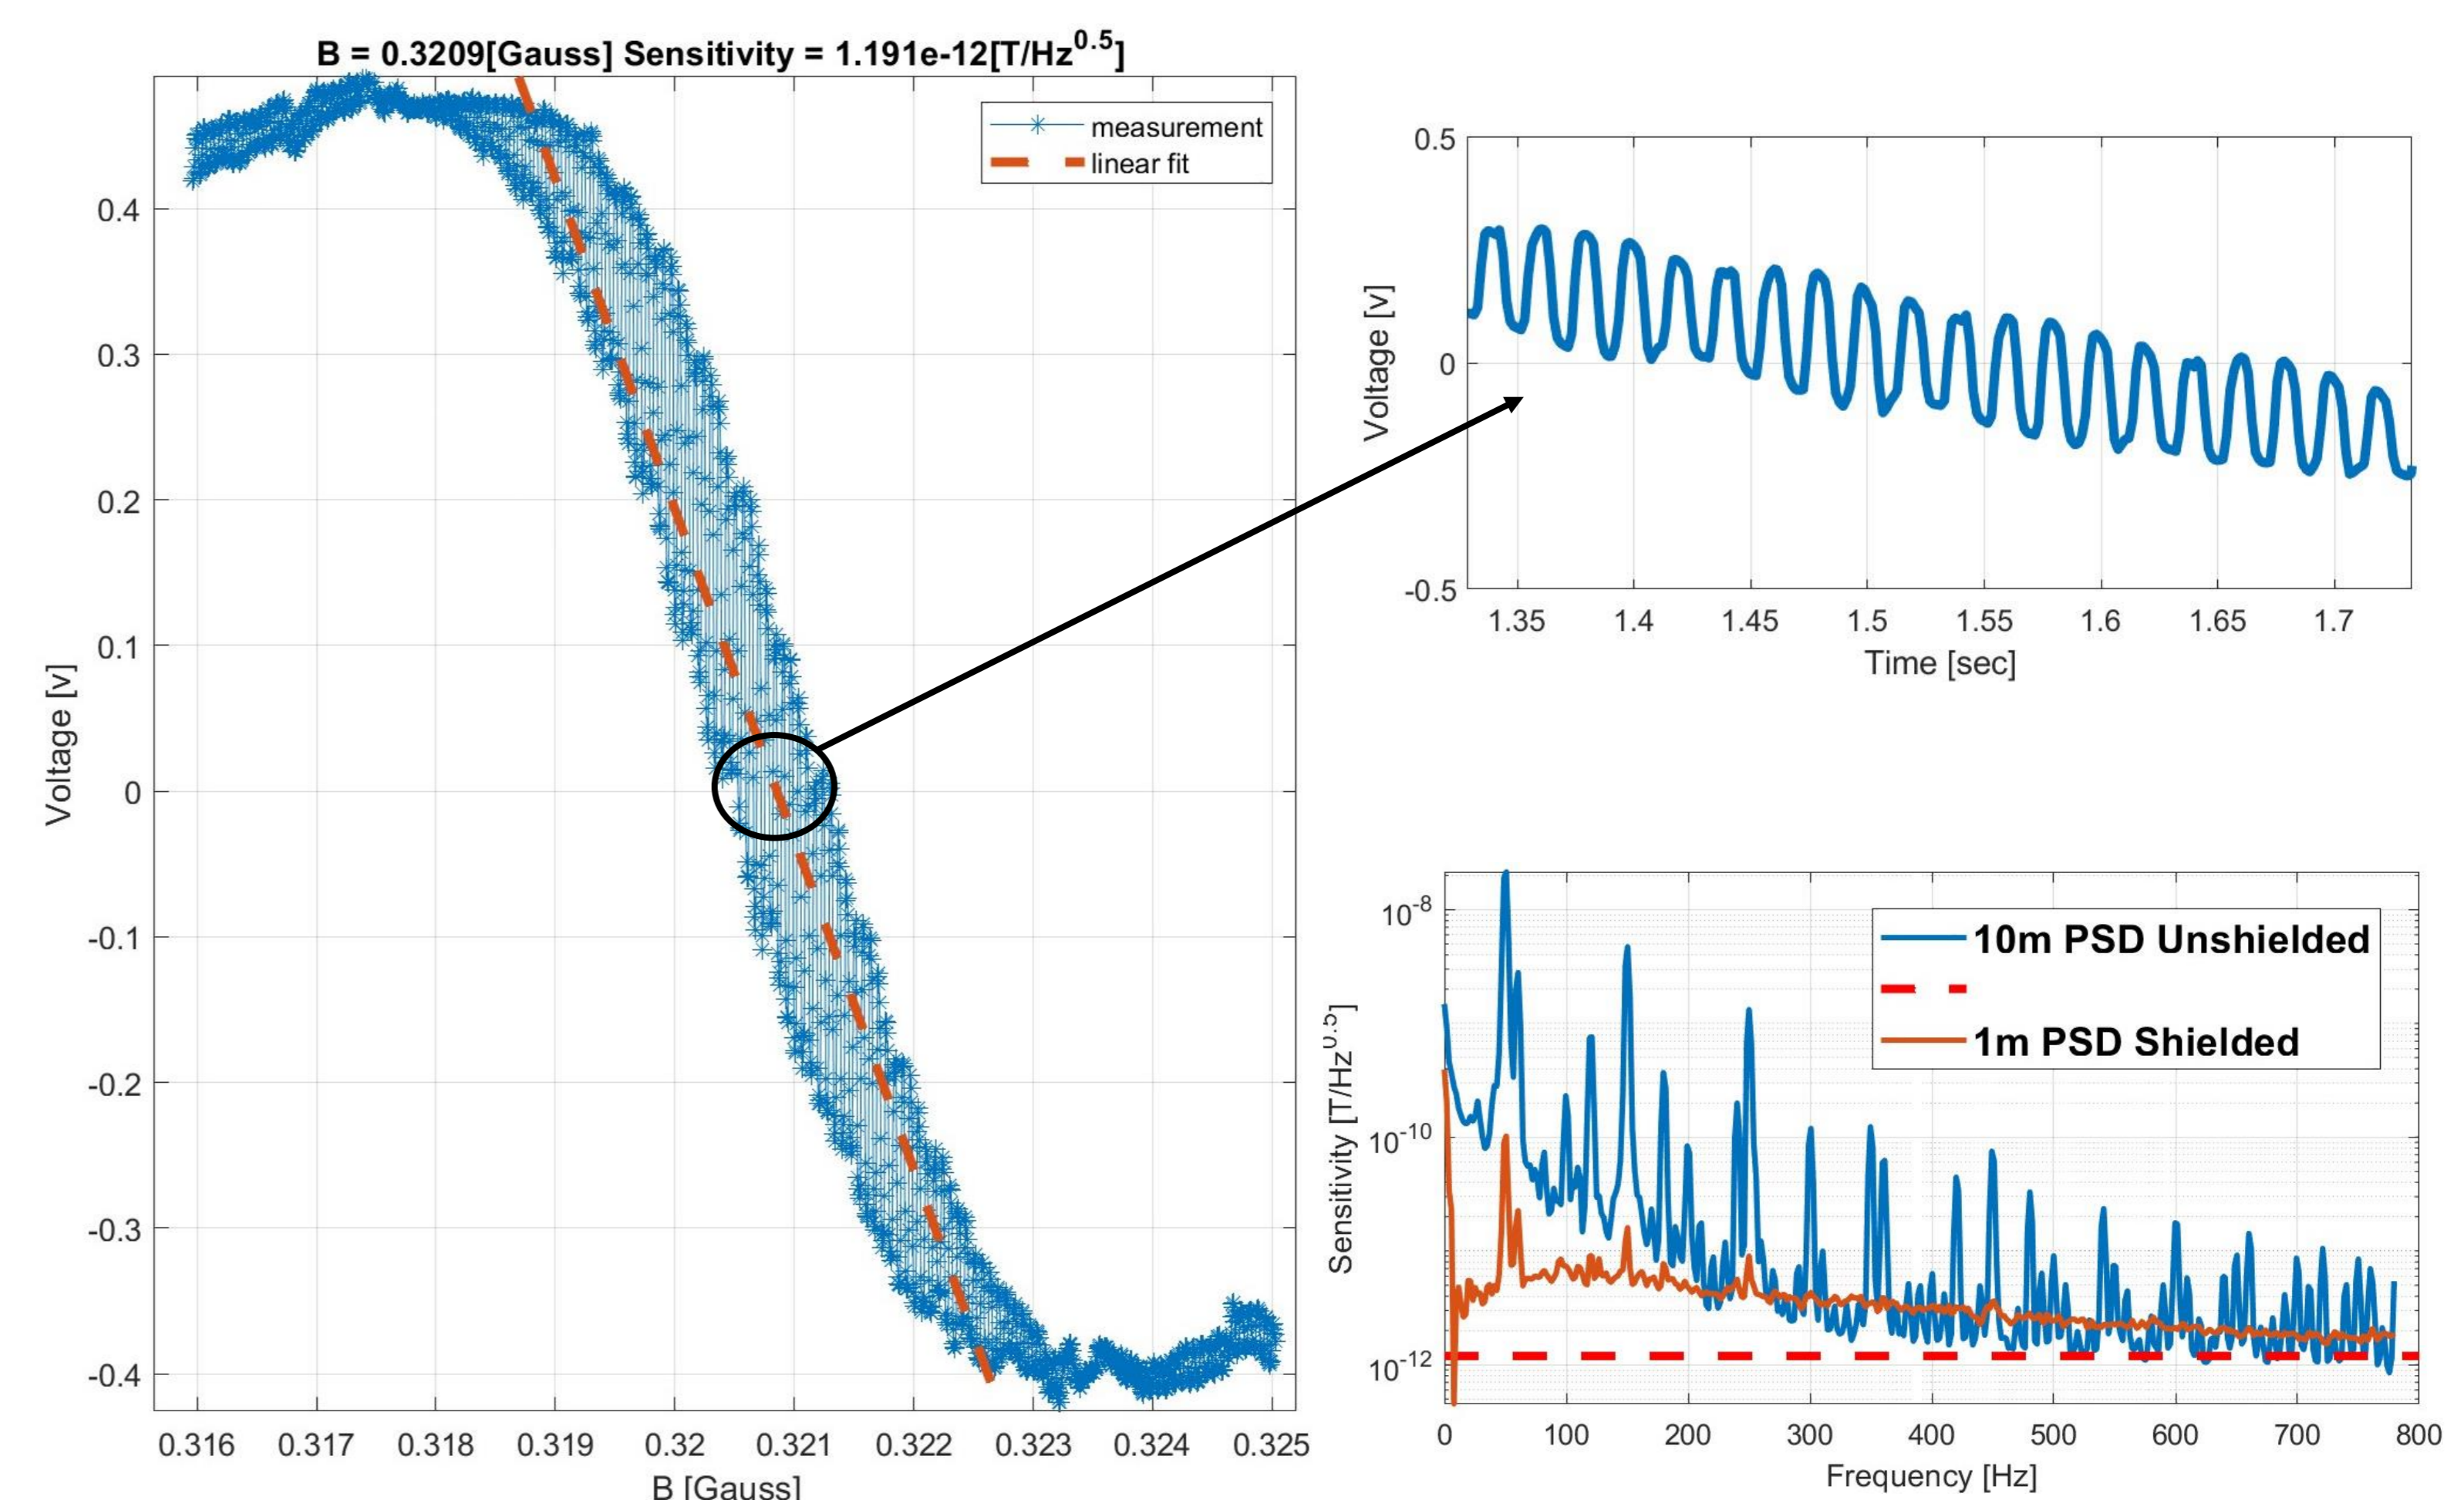 B = 0.3209[Gauss] Sensitivity = 1.191e-12[T/Hz^0.5]
measurement
linear fit
0.4
0.3
0.2
0.1
0
-0.1
-0.2
-0.3
-0.4
Voltage [v]
0.316 0.317 0.318 0.319 0.32 0.321 0.322 0.323 0.324 0.325
B [Gauss]
0.5
0
-0.5
Voltage [v]
1.35 1.4 1.45 1.5 1.55 1.6 1.65 1.7
Time [sec]
10m PSD Unshielded
1m PSD Shielded
10^-8
10^-10
10^-12
Sensitivity [T/Hz^0.5]
0 100 200 300 400 500 600 700 800
Frequency [Hz]